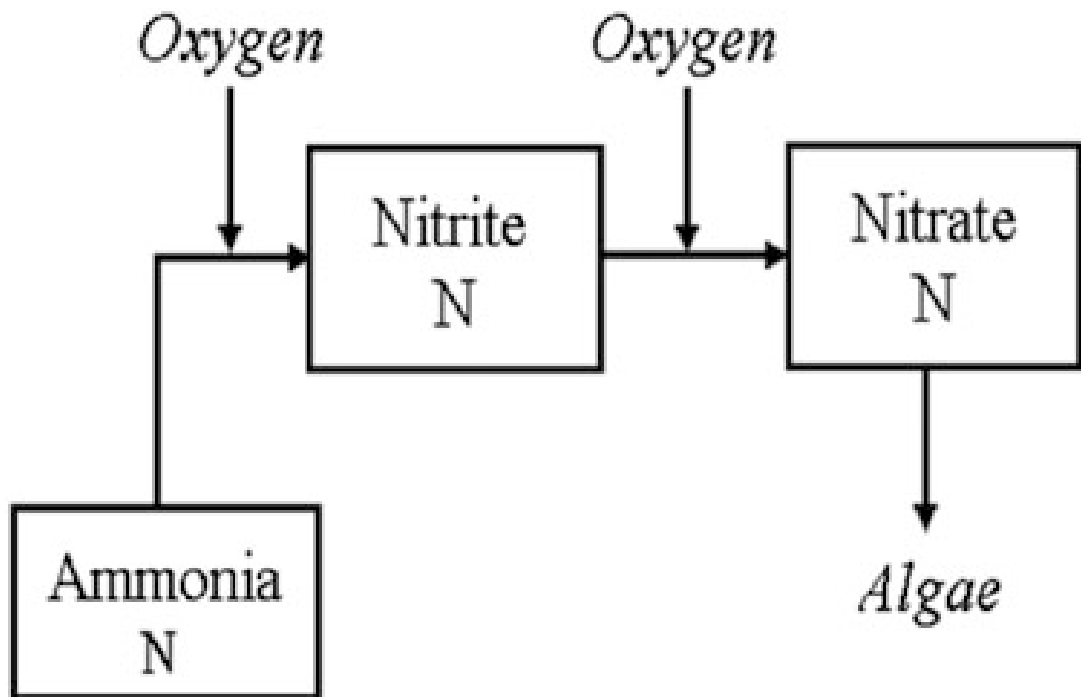 Oxygen
Oxygen
Nitrite
N
Nitrate
N
Ammonia
N
Algae